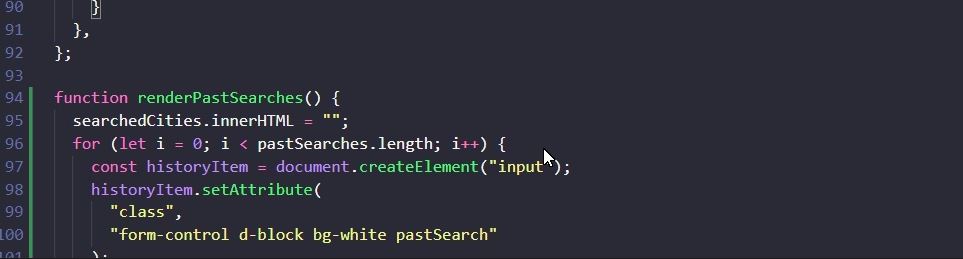 90 }
91 },
92 };
93
94 function renderPastSearches() {
95 searchedCities.innerHTML = "";
96 for (let i = 0; i < pastSearches.length; i++) {
97 const historyItem = document.createElement("input");
98 historyItem.setAttribute(
99 "class",
100 "form-control d-block bg-white pastSearch"
101 );